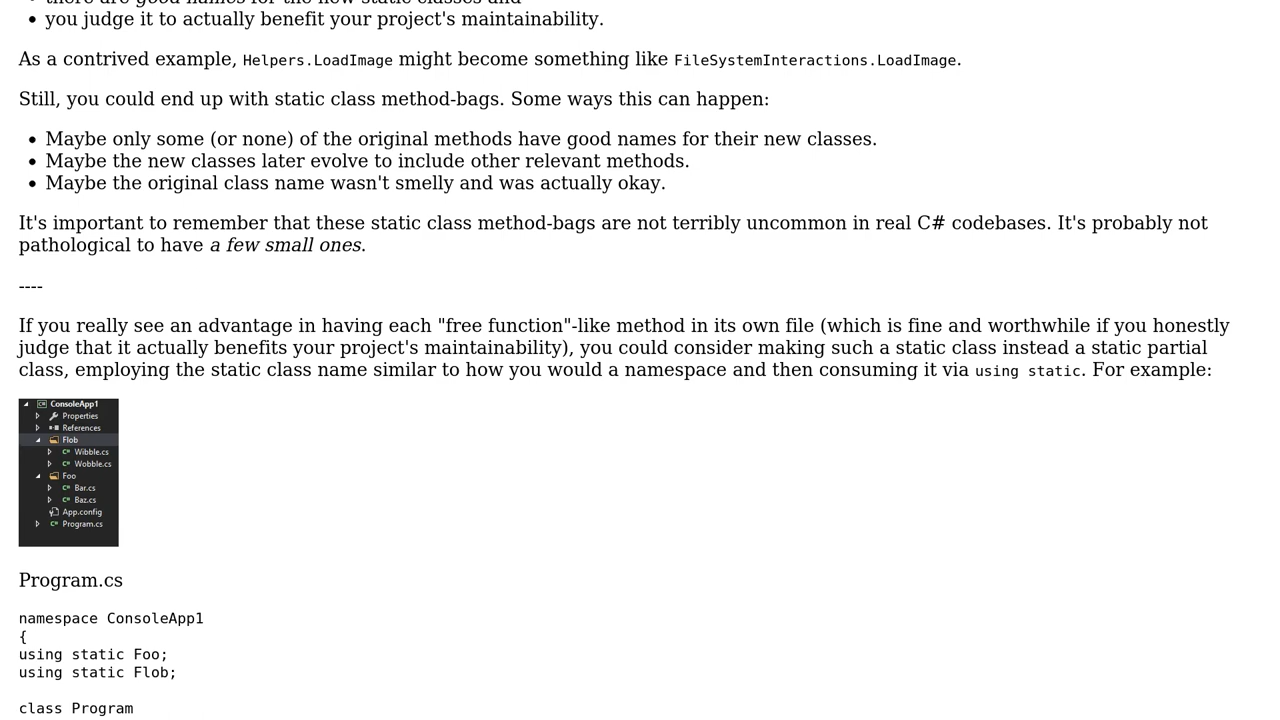 there are good names for the new static classes and
you judge it to actually benefit your project's maintainability.
As a contrived example, Helpers.LoadImage might become something like FileSystemInteractions.LoadImage.
Still, you could end up with static class method-bags. Some ways this can happen:
Maybe only some (or none) of the original methods have good names for their new classes.
Maybe the new classes later evolve to include other relevant methods.
Maybe the original class name wasn't smelly and was actually okay.
It's important to remember that these static class method-bags are not terribly uncommon in real C# codebases. It's probably not
pathological to have a few small ones.
----
If you really see an advantage in having each "free function"-like method in its own file (which is fine and worthwhile if you honestly
judge that it actually benefits your project's maintainability), you could consider making such a static class instead a static partial
class, employing the static class name similar to how you would a namespace and then consuming it via using static. For example:
ConsoleApp1
Properties
References
Flob
C# Wibble.cs
C# Wobble.cs
Foo
C# Bar.cs
C# Baz.cs
App.config
C# Program.cs
Program.cs
namespace ConsoleApp1
{
using static Foo;
using static Flob;
class Program